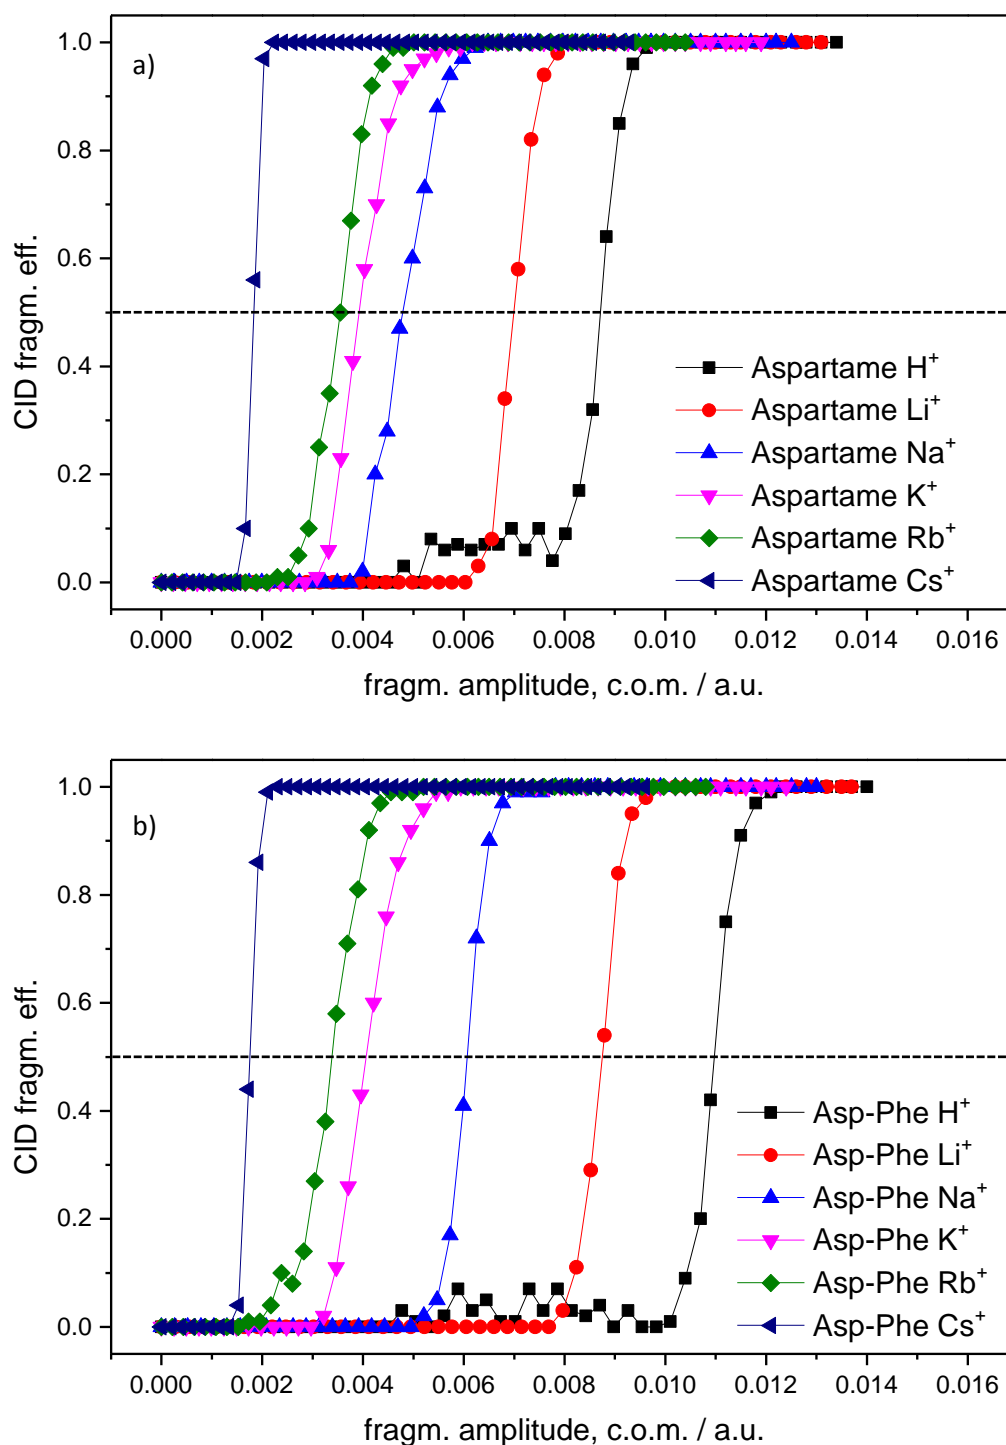 1.0
a)
0.8
0.6
0.4
0.2
0.0
CID fragm. eff.
Aspartame H⁺
Aspartame Li⁺
Aspartame Na⁺
Aspartame K⁺
Aspartame Rb⁺
Aspartame Cs⁺
0.000 0.002 0.004 0.006 0.008 0.010 0.012 0.014 0.016
fragm. amplitude, c.o.m. / a.u.
1.0
b)
0.8
0.6
0.4
0.2
0.0
CID fragm. eff.
Asp-Phe H⁺
Asp-Phe Li⁺
Asp-Phe Na⁺
Asp-Phe K⁺
Asp-Phe Rb⁺
Asp-Phe Cs⁺
0.000 0.002 0.004 0.006 0.008 0.010 0.012 0.014 0.016
fragm. amplitude, c.o.m. / a.u.